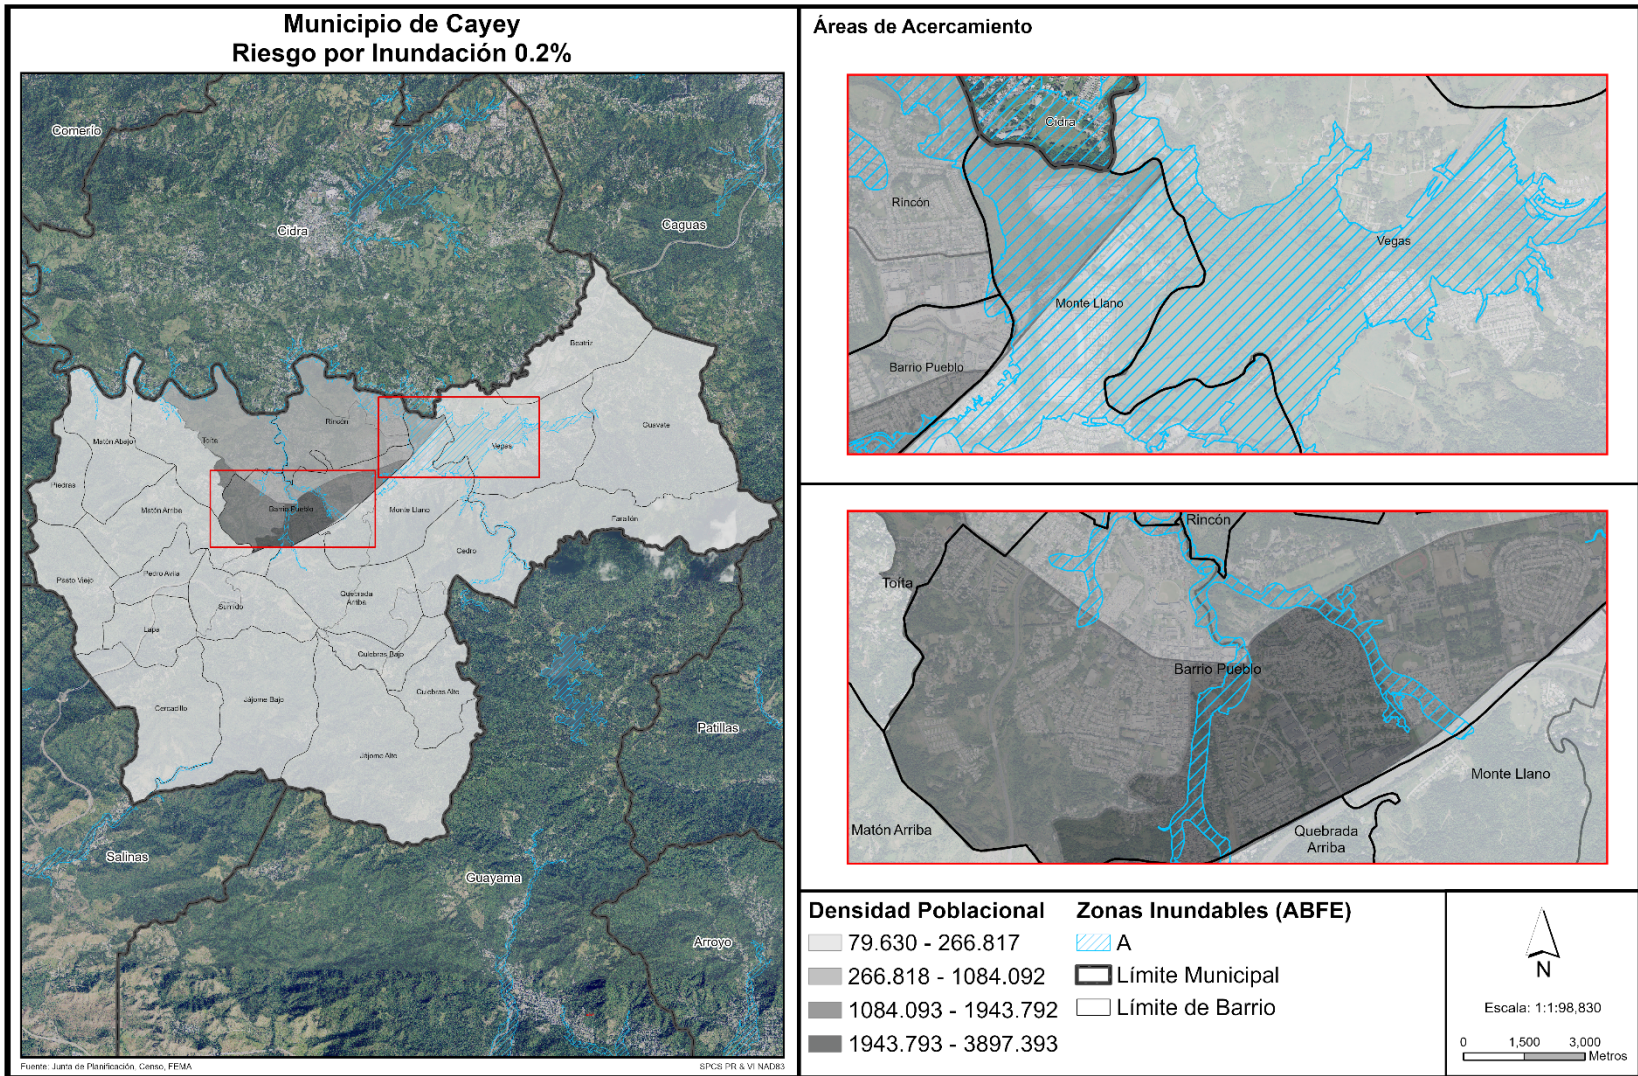 Municipio de Cayey
Riesgo por Inundación 0.2%
Comerío
Cidra
Caguas
Beatriz
Guavate
Rincón
Toíta
Matón Abajo
Vegas
Piedras
Matón Arriba
Barrio Pueblo
Monte Llano
Farallón
Cedro
Pasto Viejo
Pedro Avila
Sumido
Quebrada
Arriba
Lapa
Culebras Bajo
Culebras Alto
Cercadillo
Jájome Bajo
Jájome Alto
Patillas
Salinas
Guayama
Arroyo
Fuente: Junta de Planificación, Censo, FEMA
SPCS PR & VI NAD83
Áreas de Acercamiento
Cidra
Rincón
Vegas
Monte Llano
Barrio Pueblo
Rincón
Toíta
Barrio Pueblo
Monte Llano
Matón Arriba
Quebrada
Arriba
Densidad Poblacional
79.630 - 266.817
266.818 - 1084.092
1084.093 - 1943.792
1943.793 - 3897.393
Zonas Inundables (ABFE)
A
Límite Municipal
Límite de Barrio
N
Escala: 1:1:98,830
0 1,500 3,000
Metros